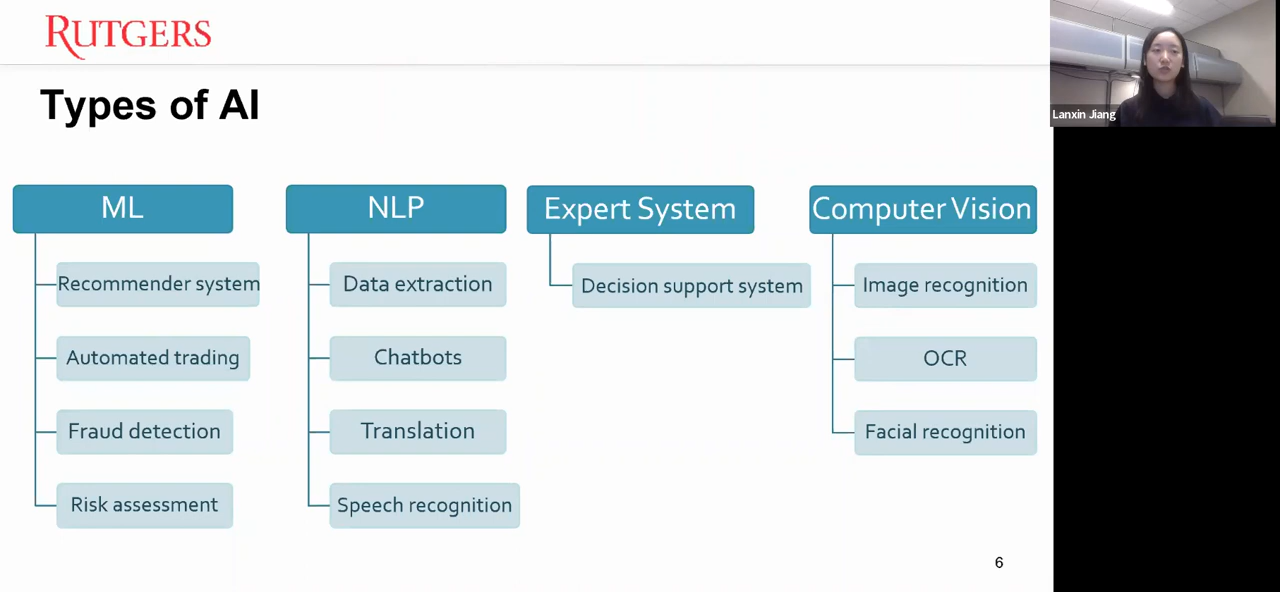 RUTGERS
Lanxin Jiang
Types of AI
ML
Recommender system
Automated trading
Fraud detection
Risk assessment
NLP
Data extraction
Chatbots
Translation
Speech recognition
Expert System
Decision support system
Computer Vision
Image recognition
OCR
Facial recognition
6